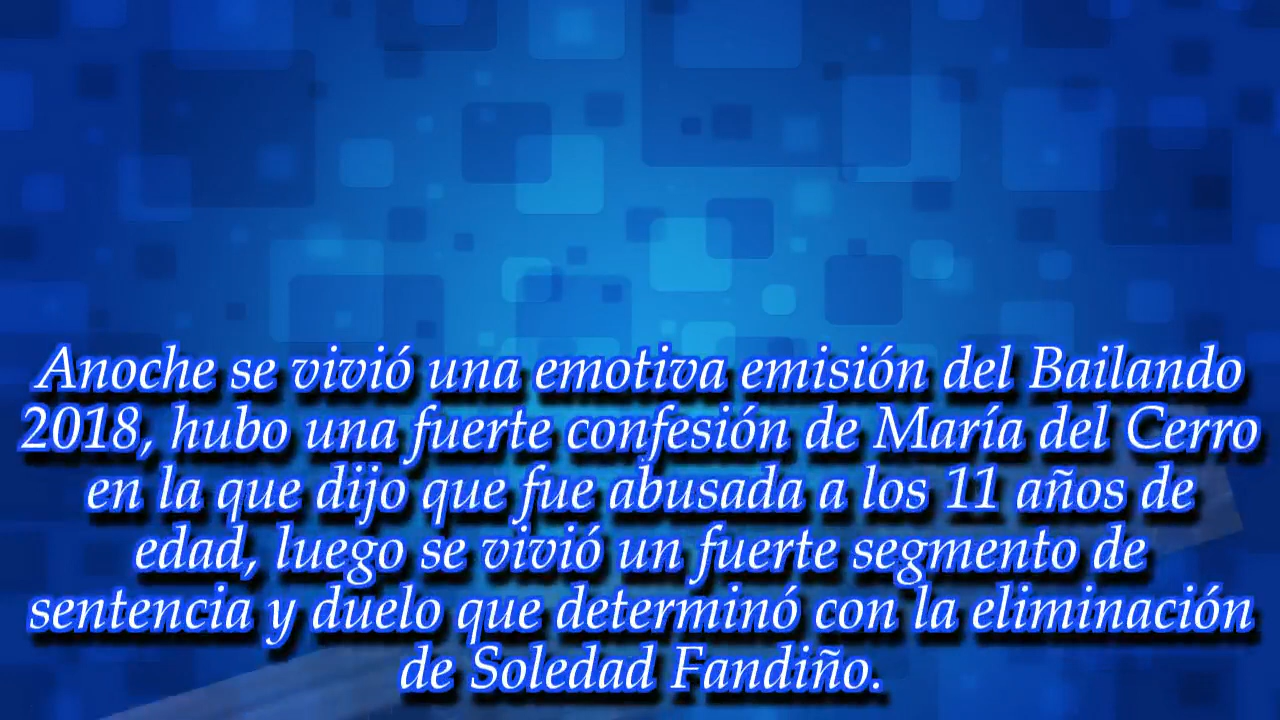 Anoche se vivió una emotiva emisión del Bailando
2018, hubo una fuerte confesión de María del Cerro
en la que dijo que fue abusada a los 11 años de
edad, luego se vivió un fuerte segmento de
sentencia y duelo que determinó con la eliminación
de Soledad Fandiño.